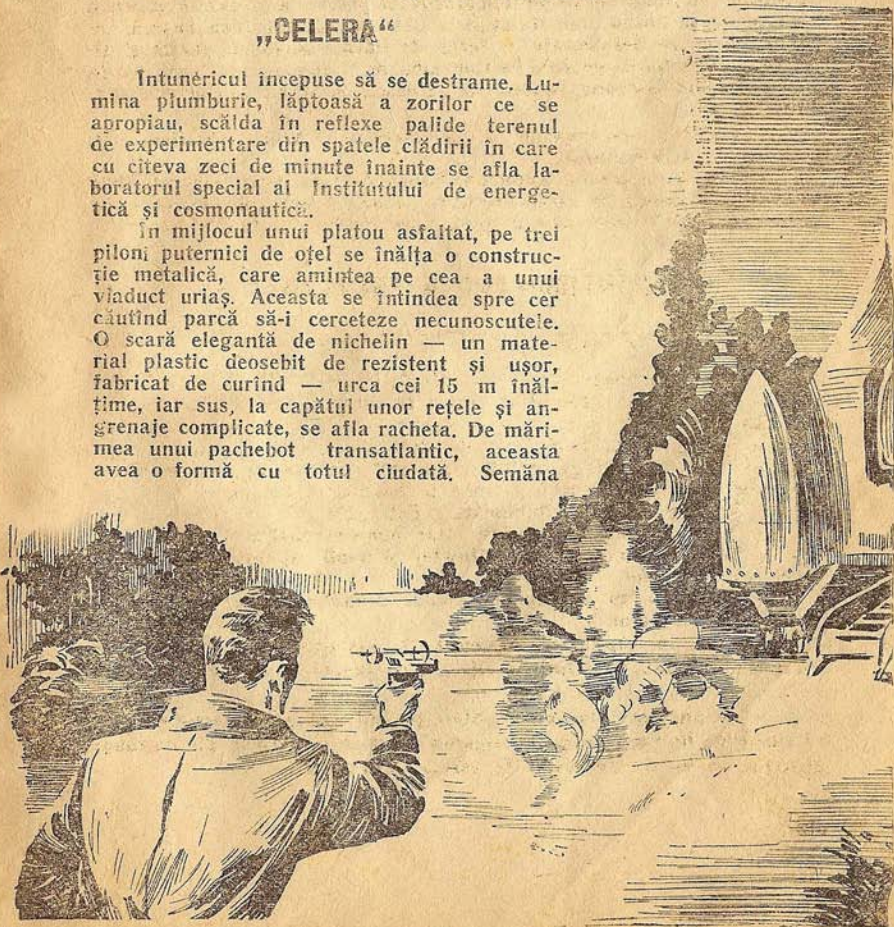 „CELERA“
Întunericul începuse să se destrame. Lu-
mina plumburie, lăptoasă a zorilor ce se
apropiau, scălda în reflexe palide terenul
de experimentare din spatele clădirii în care
cu cîteva zeci de minute înainte se afla la-
boratorul special al Institutului de energe-
tică și cosmonautică.
În mijlocul unui platou asfaltat, pe trei
piloni puternici de oțel se înălța o construc-
ție metalică, care amintea pe cea a unui
viaduct uriaș. Aceasta se întindea spre cer
căutînd parcă să-i cerceteze necunoscutele.
O scară elegantă de nichelin — un mate-
rial plastic deosebit de rezistent și ușor,
fabricat de curînd — urca cei 15 m înăl-
țime, iar sus, la capătul unor rețele și an-
grenaje complicate, se afla racheta. De mări-
mea unui pachebot transatlantic, aceasta
avea o formă cu totul ciudată. Semăna